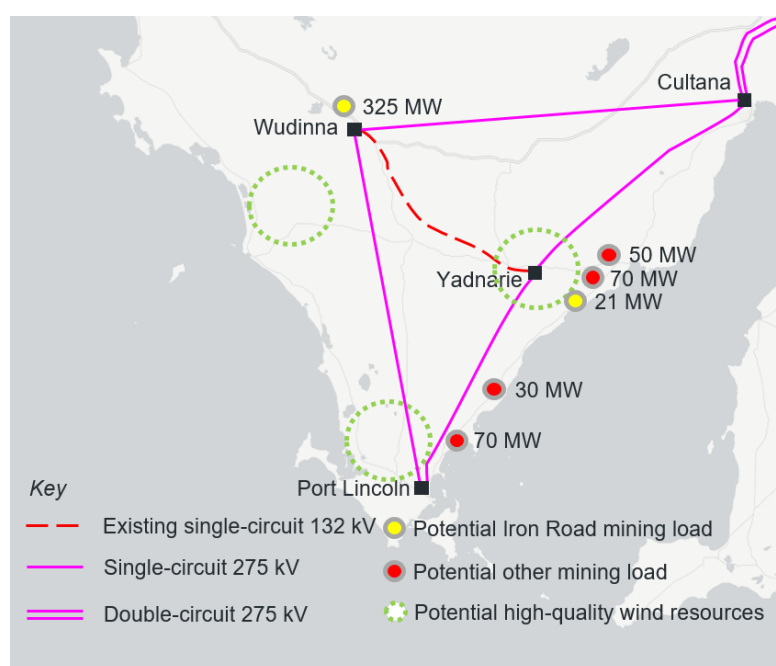 Cultana
325 MW
Wudinna
50 MW
Yadnarie
70 MW
21 MW
30 MW
70 MW
Port Lincoln
Key
Existing single-circuit 132 kV
Single-circuit 275 kV
Double-circuit 275 kV
Potential Iron Road mining load
Potential other mining load
Potential high-quality wind resources